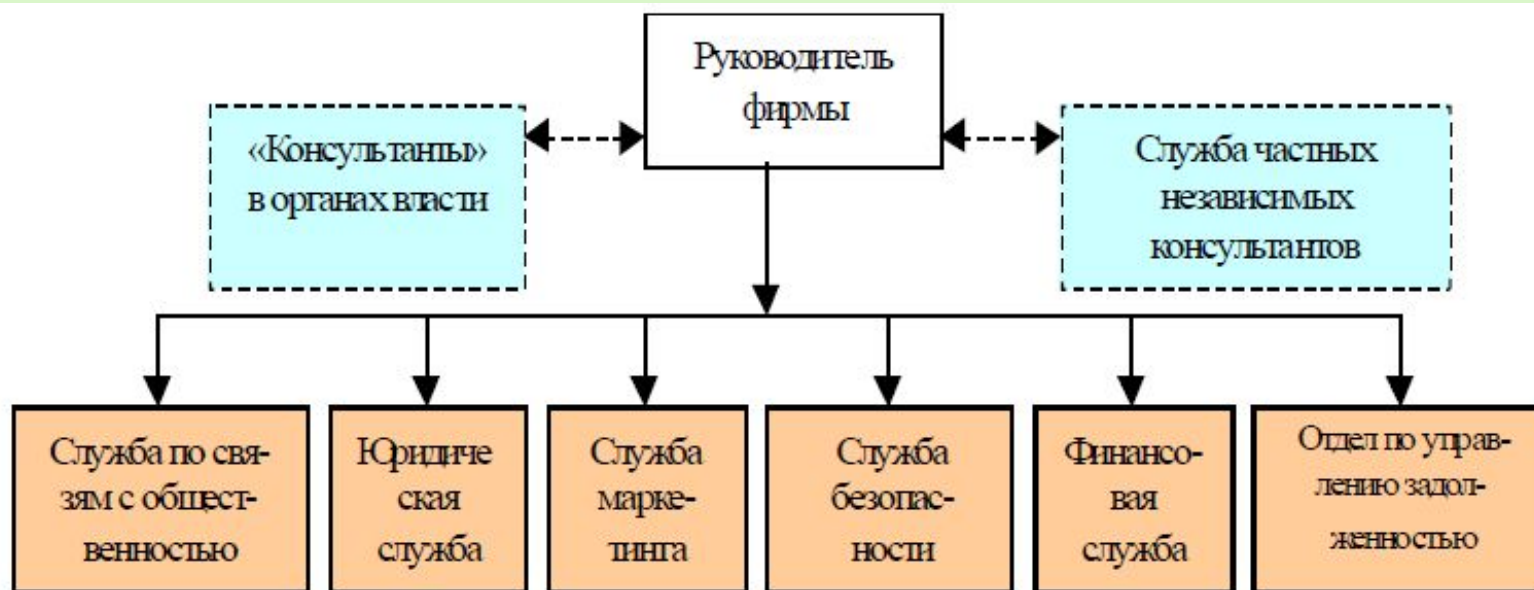 Руководитель
фирмы
«Консультанты»
в органах власти
Служба частных
независимых
консультантов
Служба по свя-
зям с общест-
венностью
Юридиче
ская
служба
Служба
марке-
тинга
Служба
безопас-
ности
Финансо-
вая
служба
Отдел по управ-
лению задол-
женностью